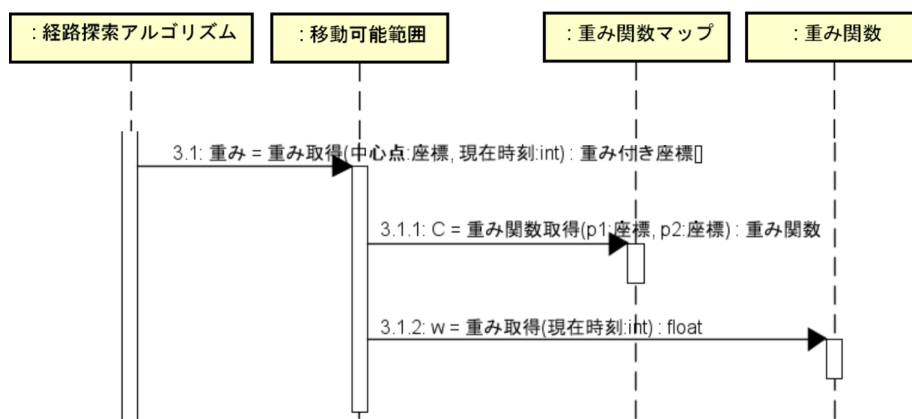 : 経路探索アルゴリズム
: 移動可能範囲
: 重み関数マップ
: 重み関数
3.1: 重み = 重み取得(中心点:座標, 現在時刻:int) : 重み付き座標[]
3.1.1: C = 重み関数取得(p1:座標, p2:座標) : 重み関数
3.1.2: w = 重み取得(現在時刻:int) : float